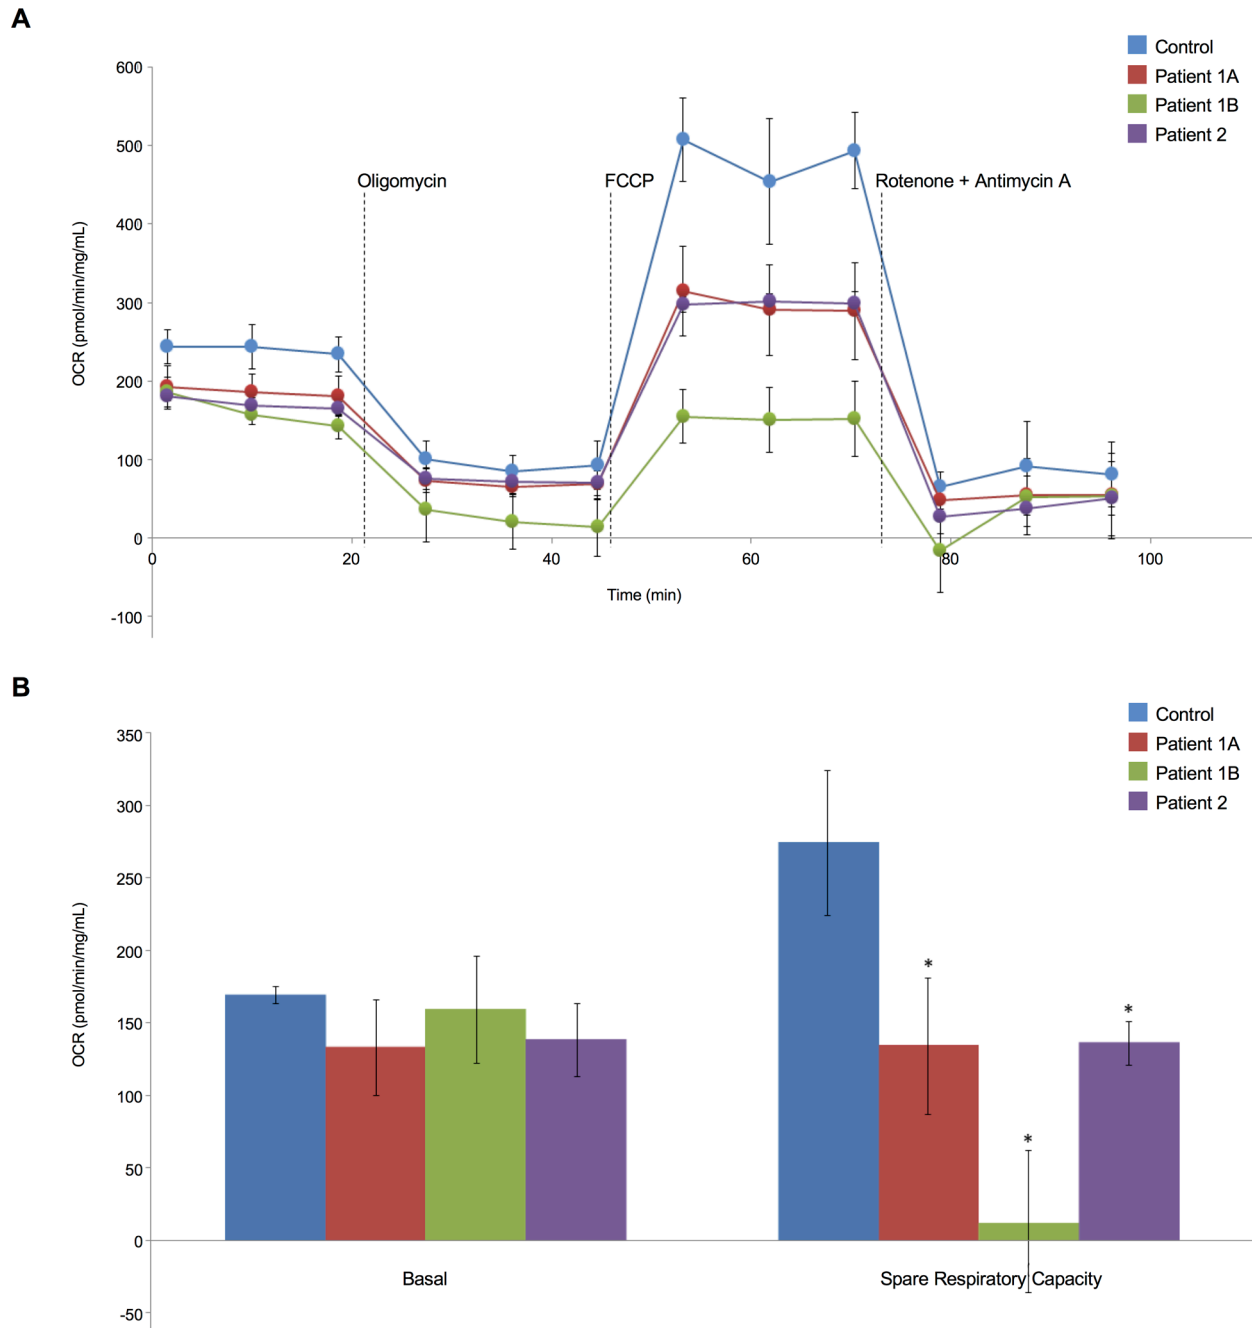 A
Control
Patient 1A
Patient 1B
Patient 2
600
500
400
300
200
100
0
-100
OCR (pmol/min/mg/mL)
Oligomycin
FCCP
Rotenone + Antimycin A
0 20 40 60 80 100
Time (min)
B
Control
Patient 1A
Patient 1B
Patient 2
350
300
250
200
150
100
50
0
-50
OCR (pmol/min/mg/mL)
*
*
*
Basal
Spare Respiratory Capacity